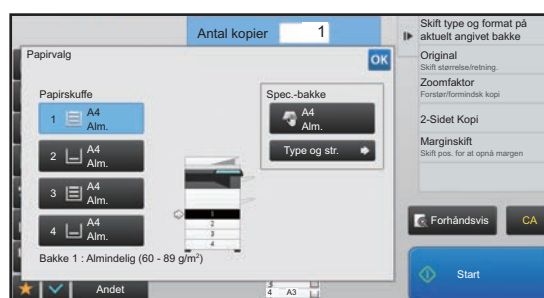 Antal kopier 1
Papirvalg
OK
Papirskuffe
1 A4
Alm.
2 A4
Alm.
3 A4
Alm.
4 A4
Alm.
Spec.-bakke
A4
Alm.
Type og str.
1
2
3
4
Bakke 1 : Almindelig (60 - 89 g/m²)
Andet
4 A3
Skift type og format på
aktuelt angivet bakke
Original
Skift størrelse/retning.
Zoomfaktor
Forstør/formindsk kopi
2-Sidet Kopi
Marginskift
Skift pos. for at opnå margen
Forhåndsvis
CA
Start